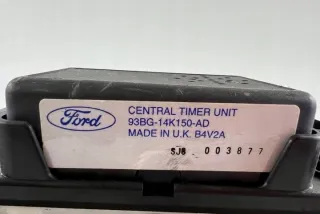 Ford
CENTRAL TIMER UNIT
93BG-14K150-AD
MADE IN U.K. B4V2A
SJB 003877